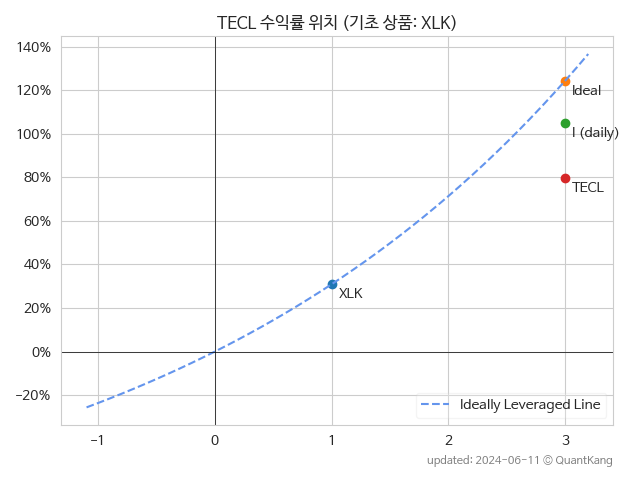 TECL 수익률 위치 (기초 상품: XLK)
140%
120%
100%
80%
60%
40%
20%
0%
−20%
Ideal
I (daily)
TECL
XLK
Ideally Leveraged Line
−1
0
1
2
3
updated: 2024-06-11 © QuantKang